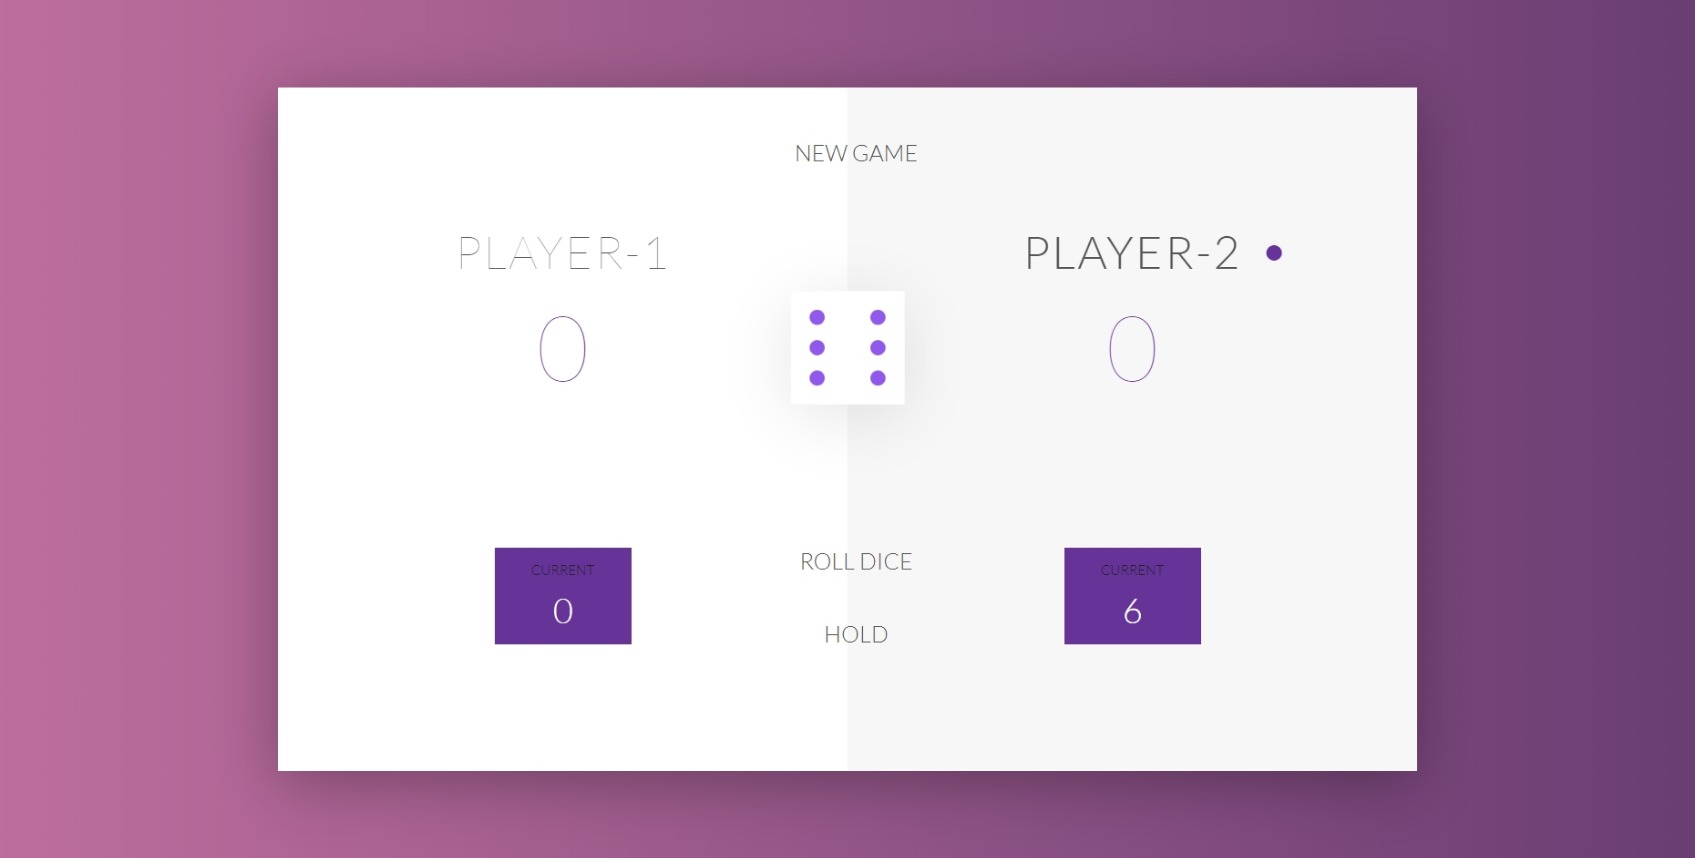 NEW GAME
PLAYER-1
0
PLAYER-2
0
CURRENT
0
ROLL DICE
HOLD
CURRENT
6